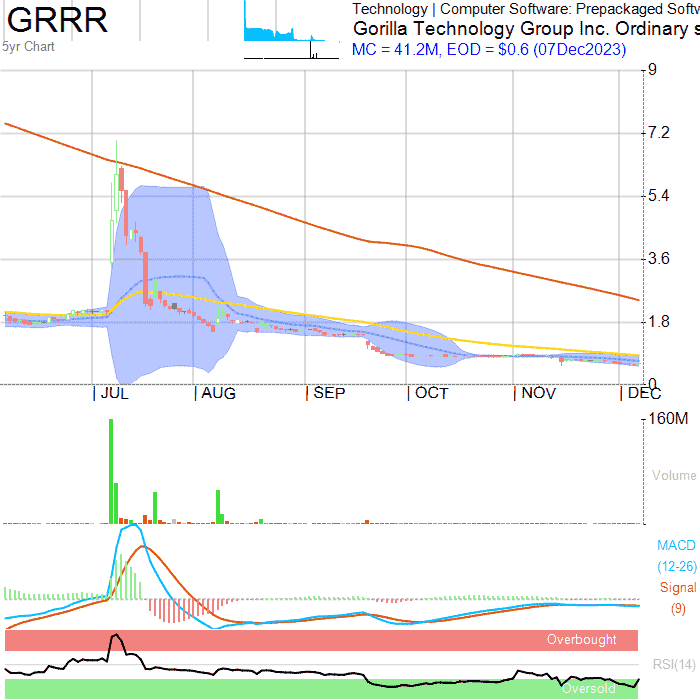 GRRR
5yr Chart
Technology | Computer Software: Prepackaged Softw
Gorilla Technology Group Inc. Ordinary s
MC = 41.2M, EOD = $0.6 (07Dec2023)
9
7.2
5.4
3.6
1.8
0
JUL AUG SEP OCT NOV DEC
160M
Volume
MACD
(12-26)
Signal
(9)
Overbought
RSI(14)
Oversold